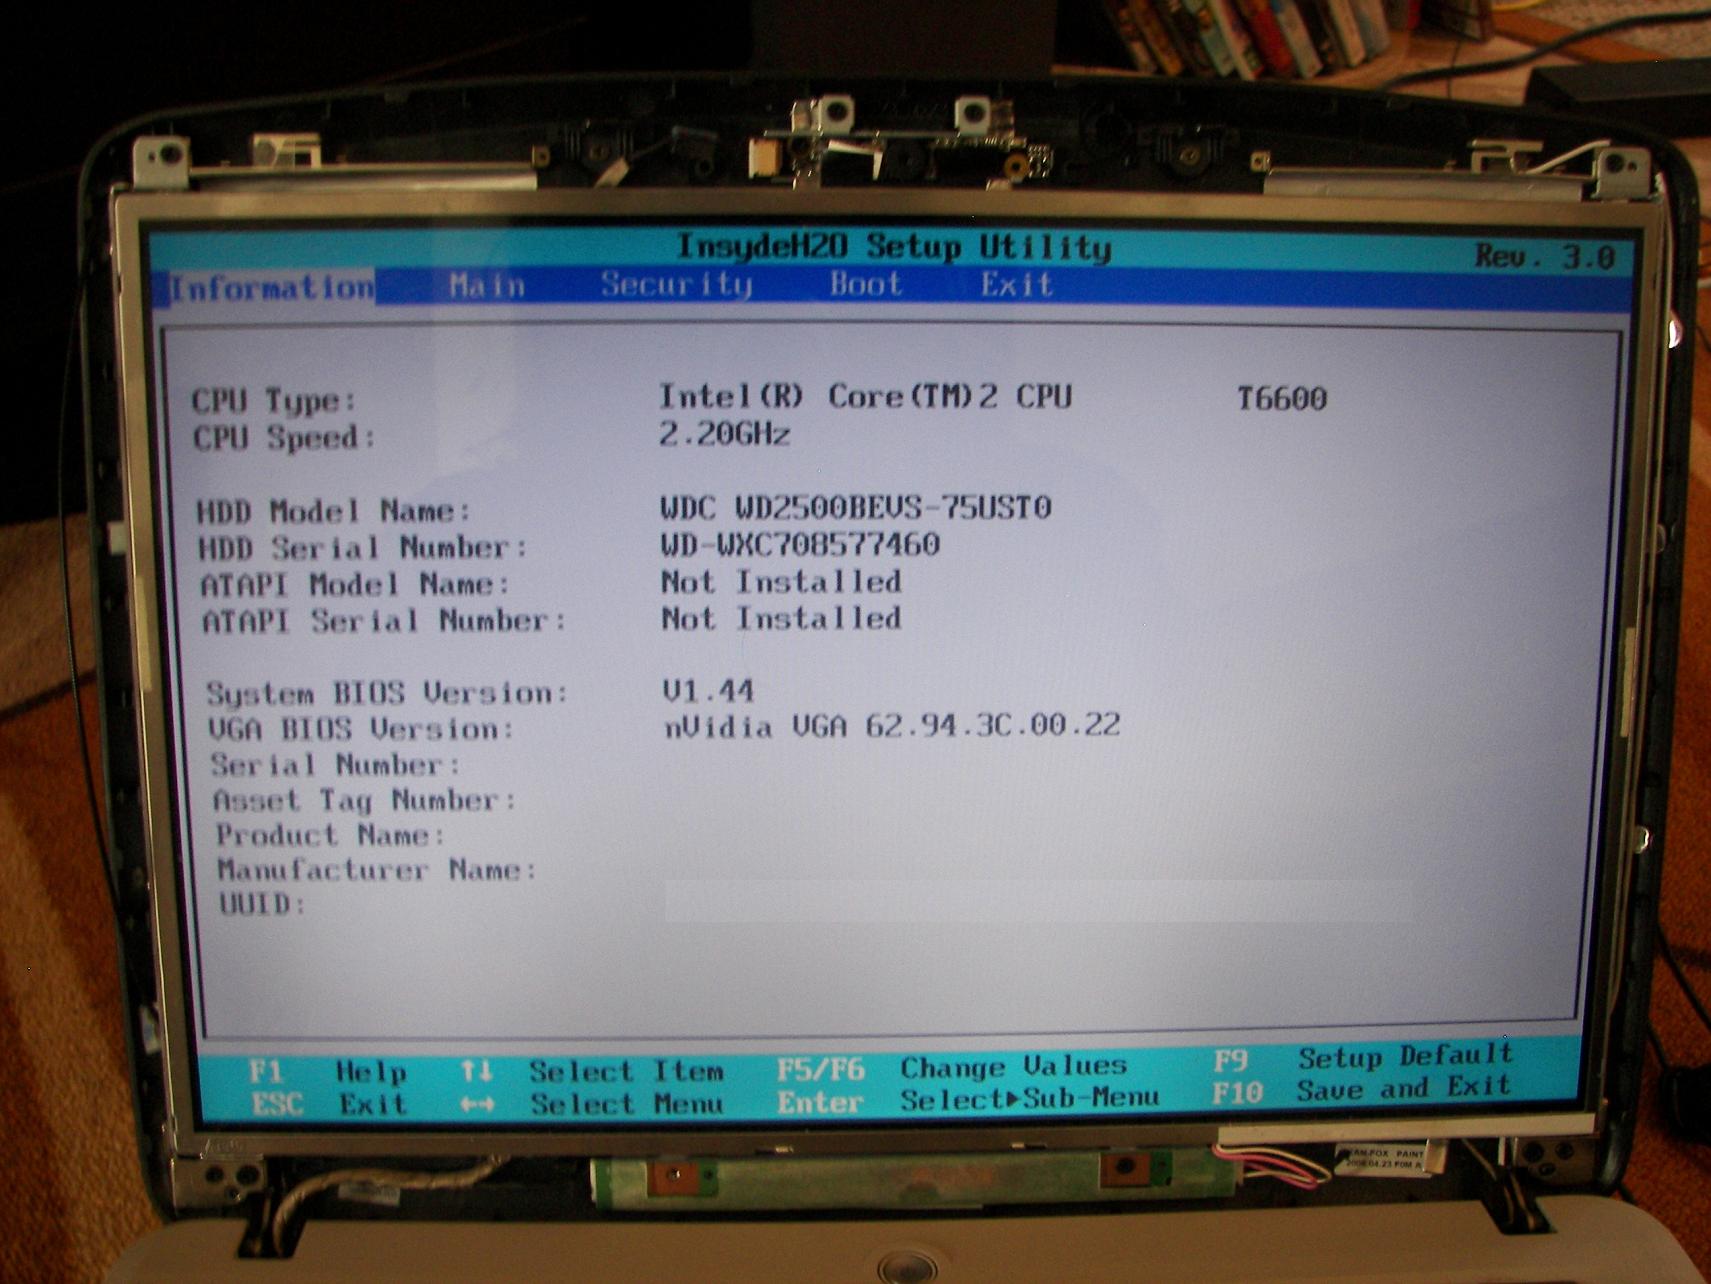 InsydeH2O Setup Utility Rev. 3.0
Information Main Security Boot Exit
CPU Type: Intel(R) Core(TM)2 CPU T6600
CPU Speed: 2.20GHz
HDD Model Name: WDC WD2500BEVS-75UST0
HDD Serial Number: WD-WXC708577460
ATAPI Model Name: Not Installed
ATAPI Serial Number: Not Installed
System BIOS Version: V1.44
VGA BIOS Version: nVidia VGA 62.94.3C.00.22
Serial Number:
Asset Tag Number:
Product Name:
Manufacturer Name:
UUID:
F1 Help ↑↓ Select Item F5/F6 Change Values F9 Setup Default
ESC Exit ←→ Select Menu Enter Select▶Sub-Menu F10 Save and Exit
PAINT